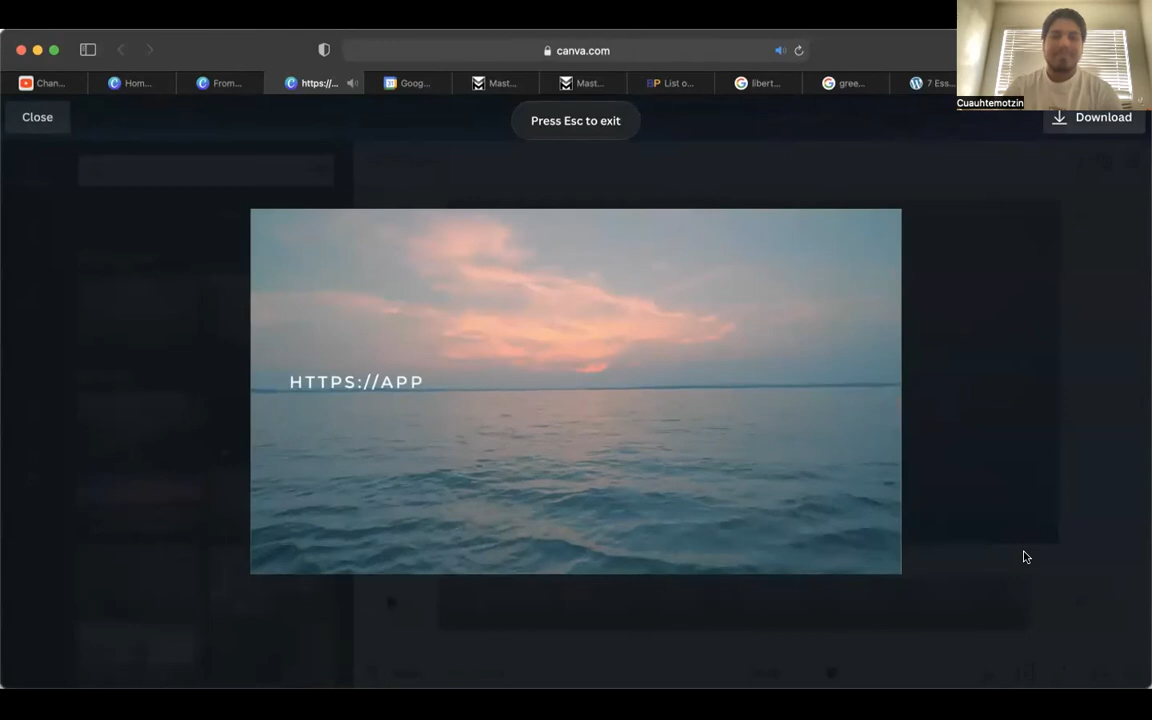 canva.com
Chan...
Hom...
From...
https://...
Goog...
Mast...
Mast...
BP List o...
libert...
gree...
7 Ess...
Cuauhtemotzin
Close
Press Esc to exit
Download
HTTPS://APP